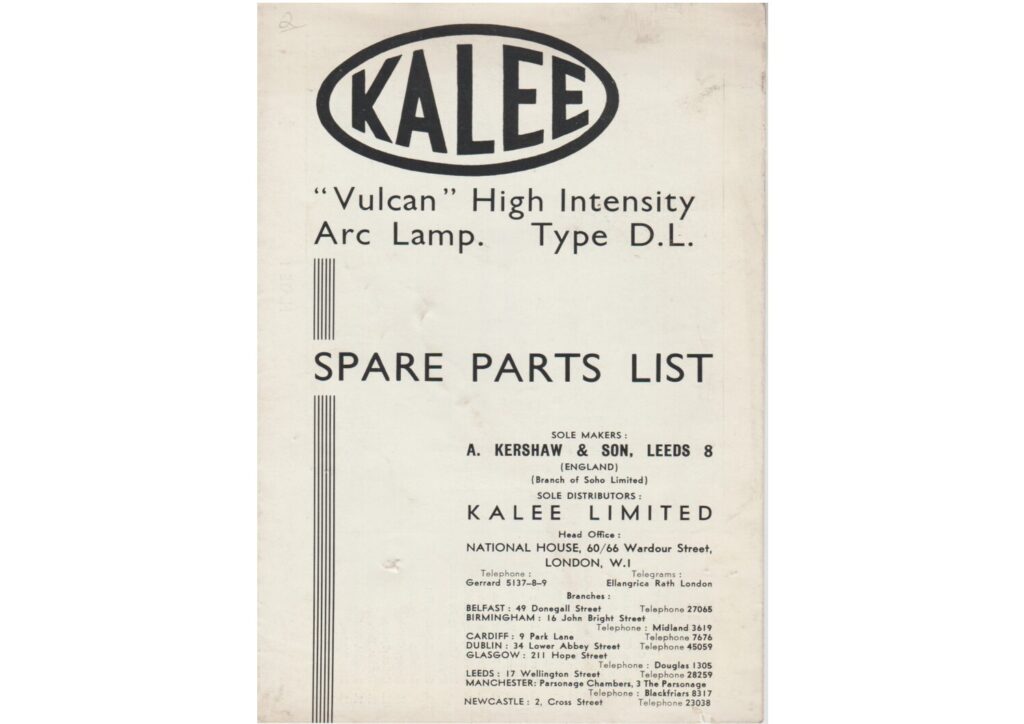 2
KALEE
"Vulcan" High Intensity
Arc Lamp. Type D.L.
SPARE PARTS LIST
SOLE MAKERS :
A. KERSHAW & SON, LEEDS 8
(ENGLAND)
(Branch of Soho Limited)
SOLE DISTRIBUTORS :
KALEE LIMITED
Head Office :
NATIONAL HOUSE, 60/66 Wardour Street,
LONDON, W.I
Telephone : Telegrams :
Gerrard 5137-8-9 Ellangrica Rath London
Branches :
BELFAST : 49 Donegall Street Telephone 27065
BIRMINGHAM : 16 John Bright Street
Telephone : Midland 3619
CARDIFF : 9 Park Lane Telephone 7676
DUBLIN : 34 Lower Abbey Street Telephone 45059
GLASGOW : 211 Hope Street
Telephone : Douglas 1305
LEEDS : 17 Wellington Street Telephone 28259
MANCHESTER: Parsonage Chambers, 3 The Parsonage
Telephone : Blackfriars 8317
NEWCASTLE : 2, Cross Street Telephone 23038